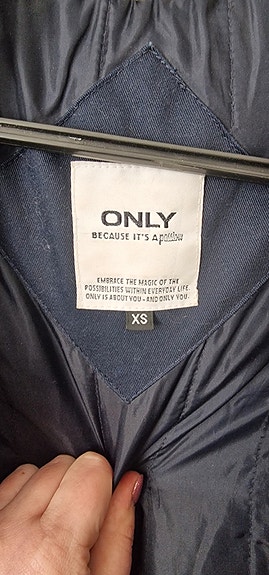 ONLY
BECAUSE IT'S A passion
EMBRACE THE MAGIC OF THE
POSSIBILITIES WITHIN EVERYDAY LIFE.
ONLY IS ABOUT YOU - AND ONLY YOU.
XS